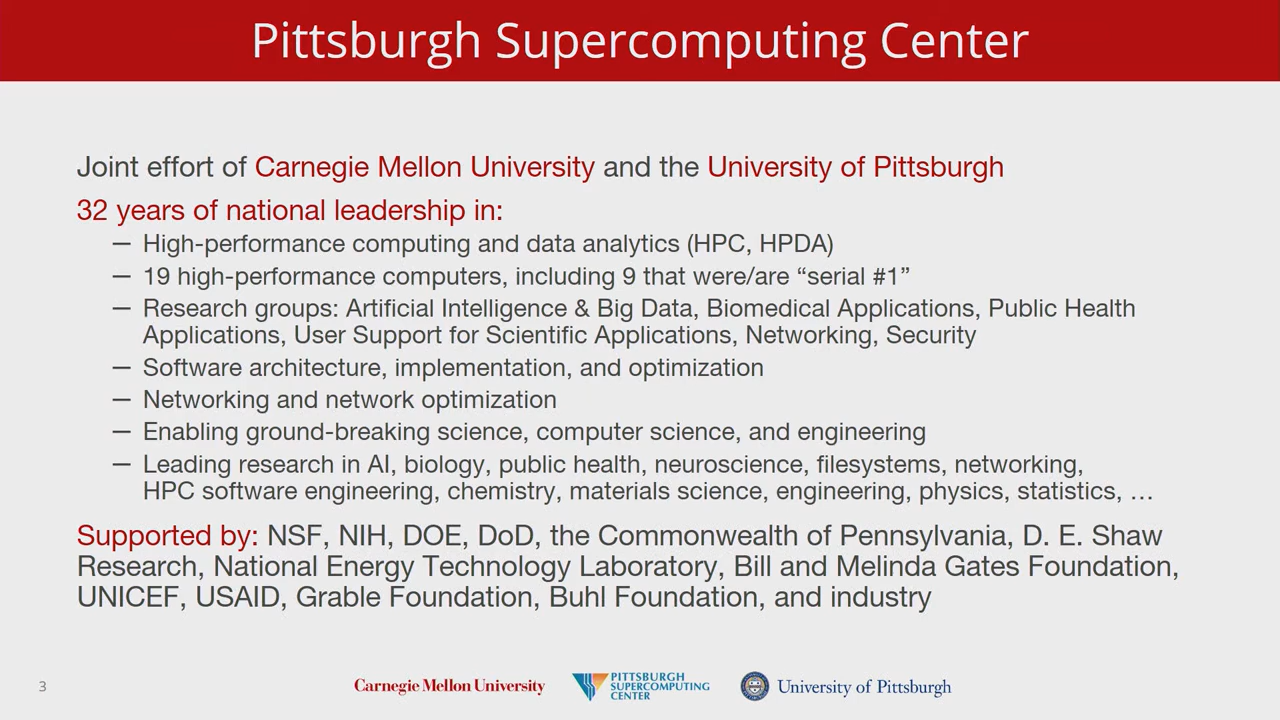 Pittsburgh Supercomputing Center
Joint effort of Carnegie Mellon University and the University of Pittsburgh
32 years of national leadership in:
— High-performance computing and data analytics (HPC, HPDA)
— 19 high-performance computers, including 9 that were/are “serial #1”
— Research groups: Artificial Intelligence & Big Data, Biomedical Applications, Public Health
Applications, User Support for Scientific Applications, Networking, Security
— Software architecture, implementation, and optimization
— Networking and network optimization
— Enabling ground-breaking science, computer science, and engineering
— Leading research in AI, biology, public health, neuroscience, filesystems, networking,
HPC software engineering, chemistry, materials science, engineering, physics, statistics, …
Supported by: NSF, NIH, DOE, DoD, the Commonwealth of Pennsylvania, D. E. Shaw
Research, National Energy Technology Laboratory, Bill and Melinda Gates Foundation,
UNICEF, USAID, Grable Foundation, Buhl Foundation, and industry
3
Carnegie Mellon University
PITTSBURGH
SUPERCOMPUTING
CENTER
University of Pittsburgh